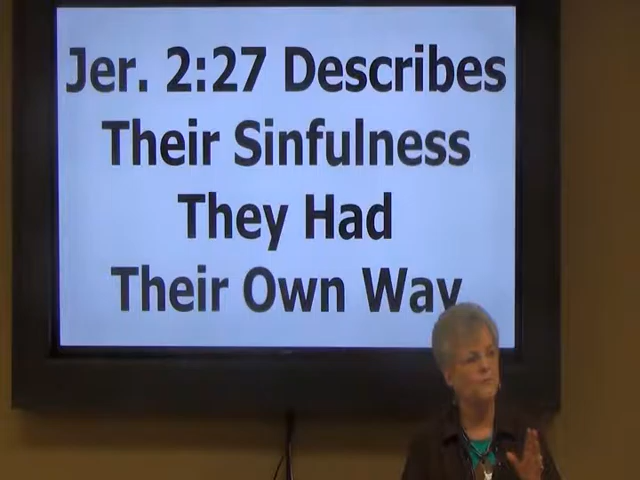 Jer. 2:27 Describes
Their Sinfulness
They Had
Their Own Way